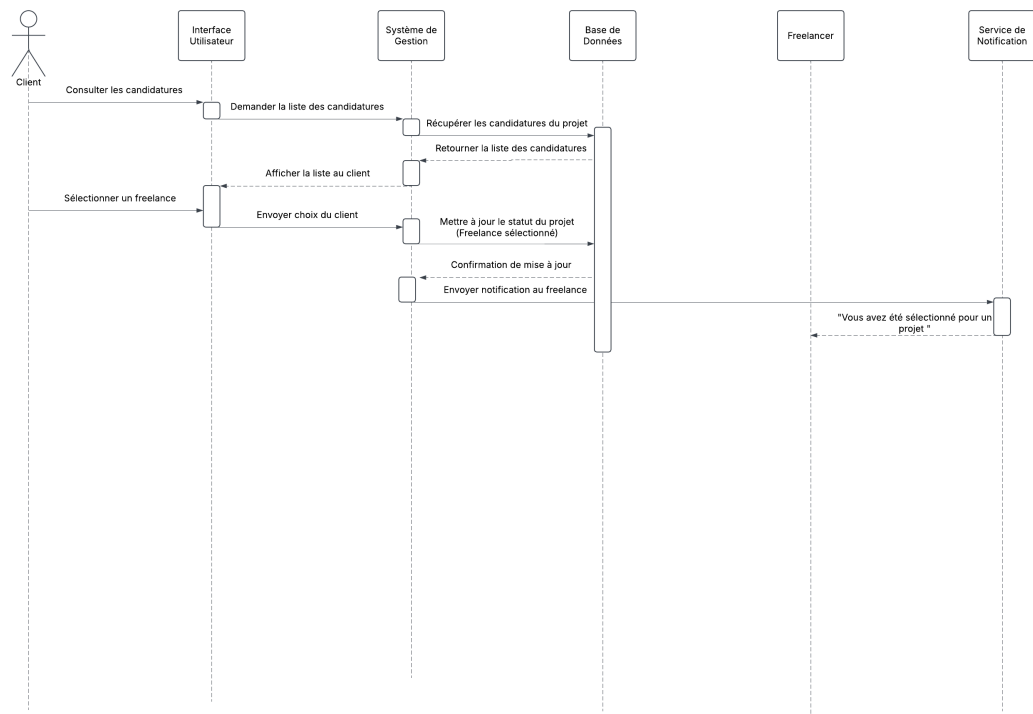 Interface
Utilisateur
Système de
Gestion
Base de
Données
Freelancer
Service de
Notification
Client
Consulter les candidatures
Demander la liste des candidatures
Récupérer les candidatures du projet
Retourner la liste des candidatures
Afficher la liste au client
Sélectionner un freelance
Envoyer choix du client
Mettre à jour le statut du projet
(Freelance sélectionné)
Confirmation de mise à jour
Envoyer notification au freelance
"Vous avez été sélectionné pour un
projet "